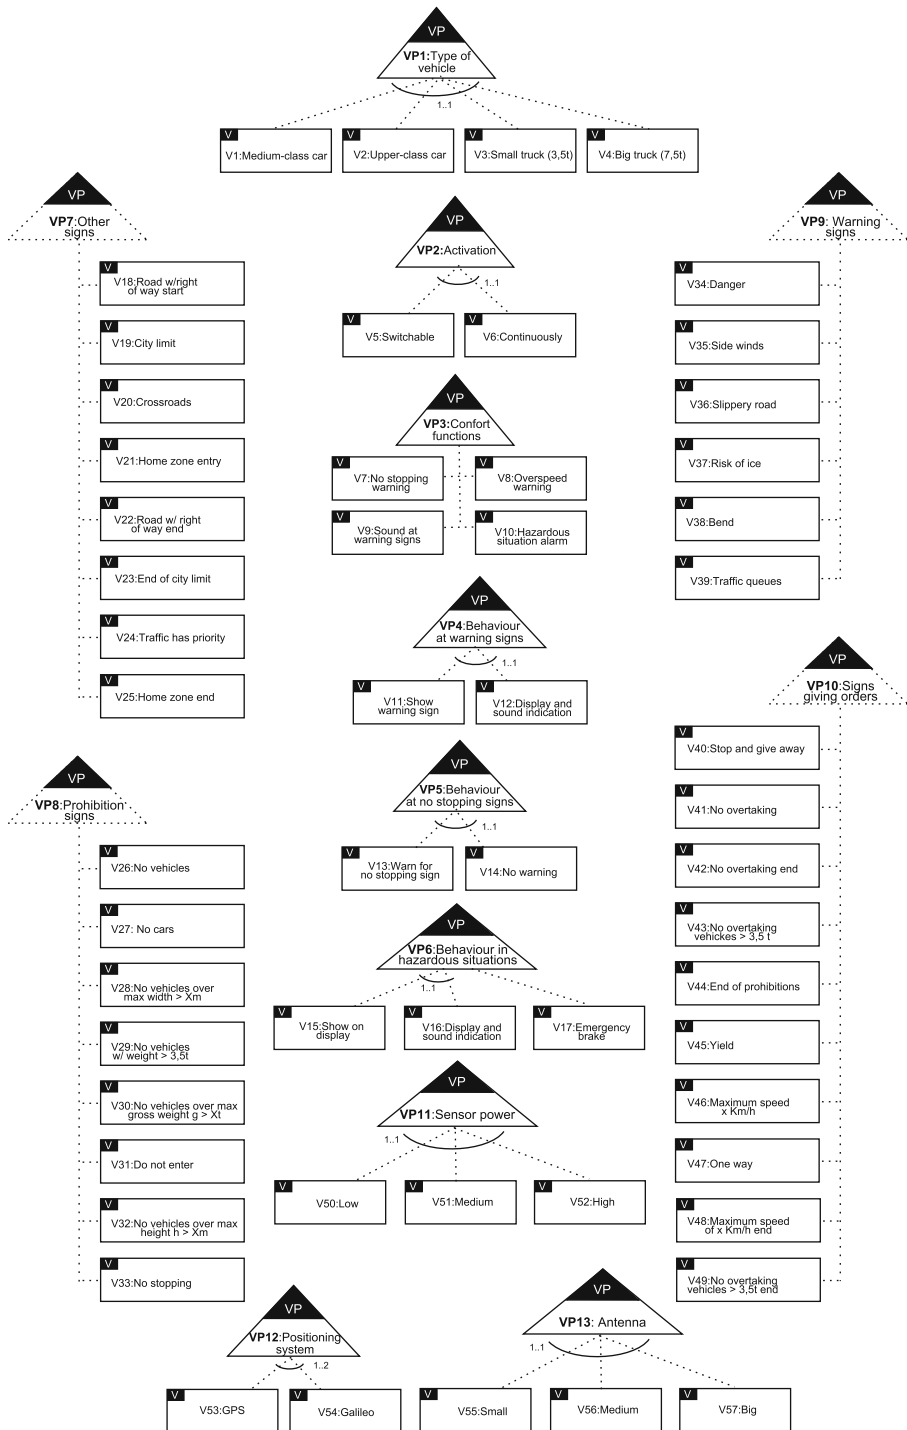 VP
VP1:Type of
vehicle
1..1
V
V1:Medium-class car
V
V2:Upper-class car
V
V3:Small truck (3,5t)
V
V4:Big truck (7,5t)
VP
VP7:Other
signs
V
V18:Road w/right
of way start
V
V19:City limit
V
V20:Crossroads
V
V21:Home zone entry
V
V22:Road w/ right
of way end
V
V23:End of city limit
V
V24:Traffic has priority
V
V25:Home zone end
VP
VP2:Activation
1..1
V
V5:Switchable
V
V6:Continuously
VP
VP3:Confort
functions
V
V7:No stopping
warning
V
V8:Overspeed
warning
V
V9:Sound at
warning signs
V
V10:Hazardous
situation alarm
VP
VP4:Behaviour
at warning signs
1..1
V
V11:Show
warning sign
V
V12:Display and
sound indication
VP
VP5:Behaviour
at no stopping signs
1..1
V
V13:Warn for
no stopping sign
V
V14:No warning
VP
VP6:Behaviour in
hazardous situations
1..1
V
V15:Show on
display
V
V16:Display and
sound indication
V
V17:Emergency
brake
VP
VP9: Warning
signs
V
V34:Danger
V
V35:Side winds
V
V36:Slippery road
V
V37:Risk of ice
V
V38:Bend
V
V39:Traffic queues
VP
VP10:Signs
giving orders
V
V40:Stop and give away
V
V41:No overtaking
V
V42:No overtaking end
V
V43:No overtaking
vehickes > 3,5 t
V
V44:End of prohibitions
V
V45:Yield
V
V46:Maximum speed
x Km/h
V
V47:One way
V
V48:Maximum speed
of x Km/h end
V
V49:No overtaking
vehicles > 3,5t end
VP
VP8:Prohibition
signs
V
V26:No vehicles
V
V27: No cars
V
V28:No vehicles over
max width > Xm
V
V29:No vehicles
w/ weight > 3,5t
V
V30:No vehicles over max
gross weight g > Xt
V
V31:Do not enter
V
V32:No vehicles over max
height h > Xm
V
V33:No stopping
VP
VP11:Sensor power
1..1
V
V50:Low
V
V51:Medium
V
V52:High
VP
VP12:Positioning
system
1..2
V
V53:GPS
V
V54:Galileo
VP
VP13: Antenna
1..1
V
V55:Small
V
V56:Medium
V
V57:Big